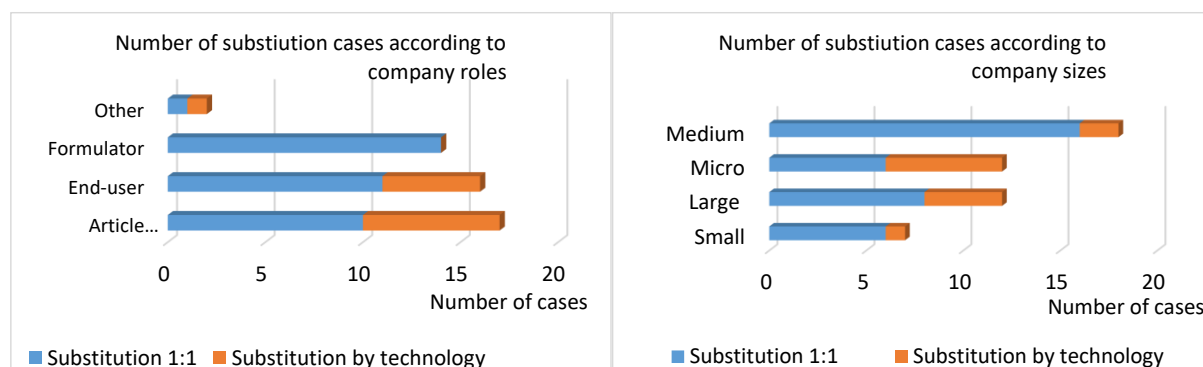 Number of substiution cases according to
company roles
Other
Formulator
End-user
Article...
0 5 10 15 20
Number of cases
Substitution 1:1 Substitution by technology
Number of substiution cases according to
company sizes
Medium
Micro
Large
Small
0 5 10 15 20
Number of cases
Substitution 1:1 Substitution by technology